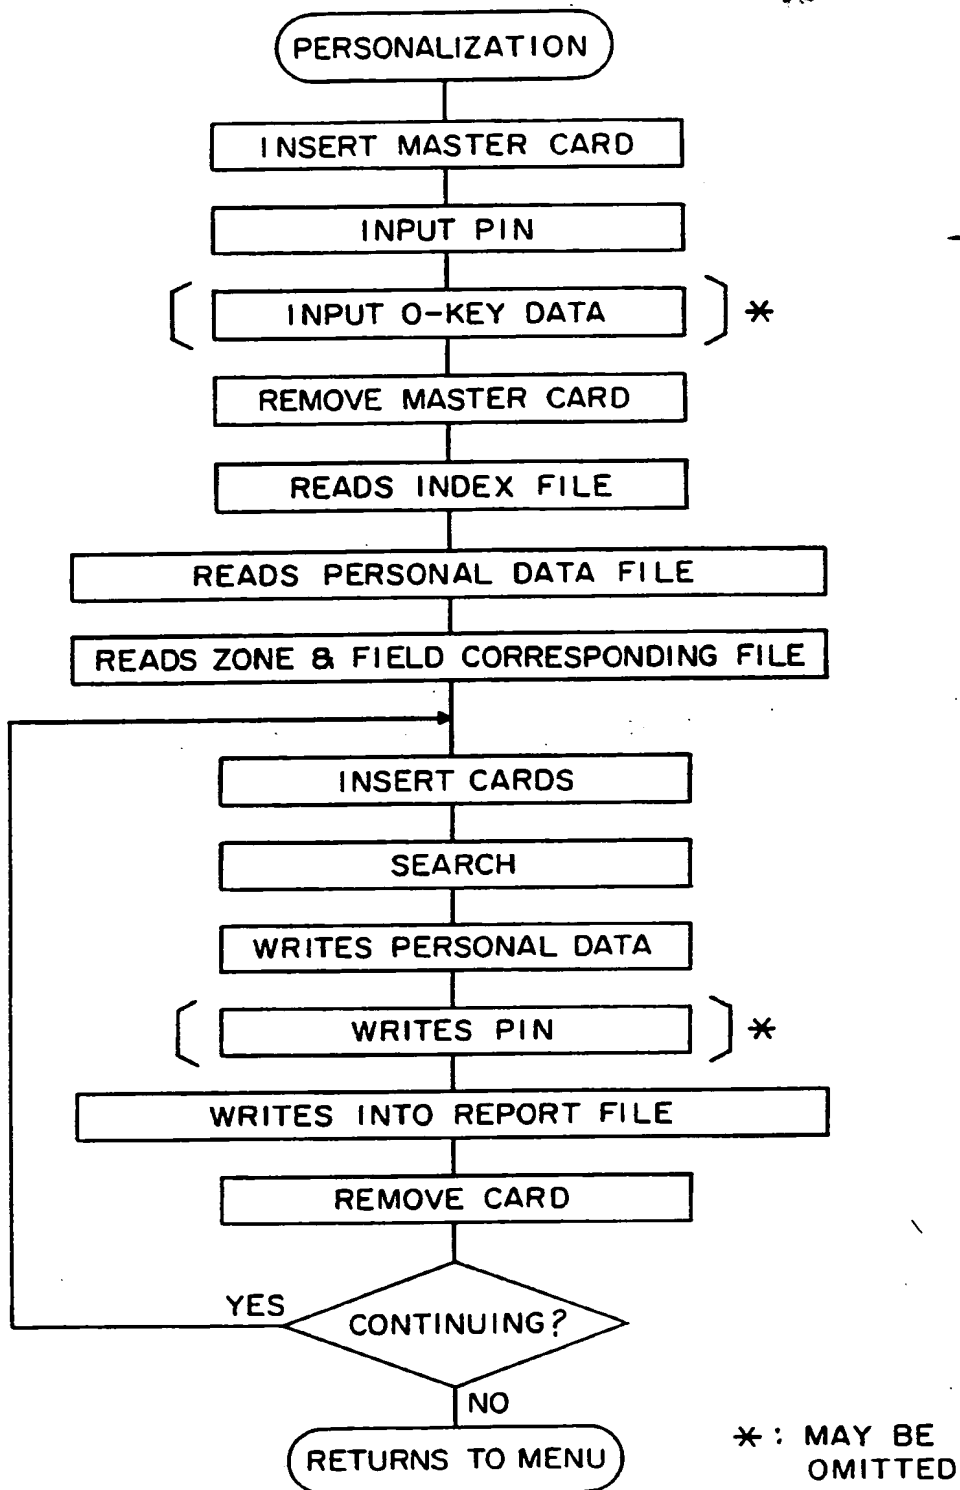 PERSONALIZATION
INSERT MASTER CARD
INPUT PIN
( INPUT O-KEY DATA ) *
REMOVE MASTER CARD
READS INDEX FILE
READS PERSONAL DATA FILE
READS ZONE & FIELD CORRESPONDING FILE
INSERT CARDS
SEARCH
WRITES PERSONAL DATA
( WRITES PIN ) *
WRITES INTO REPORT FILE
REMOVE CARD
YES
CONTINUING?
NO
RETURNS TO MENU
* : MAY BE
OMITTED